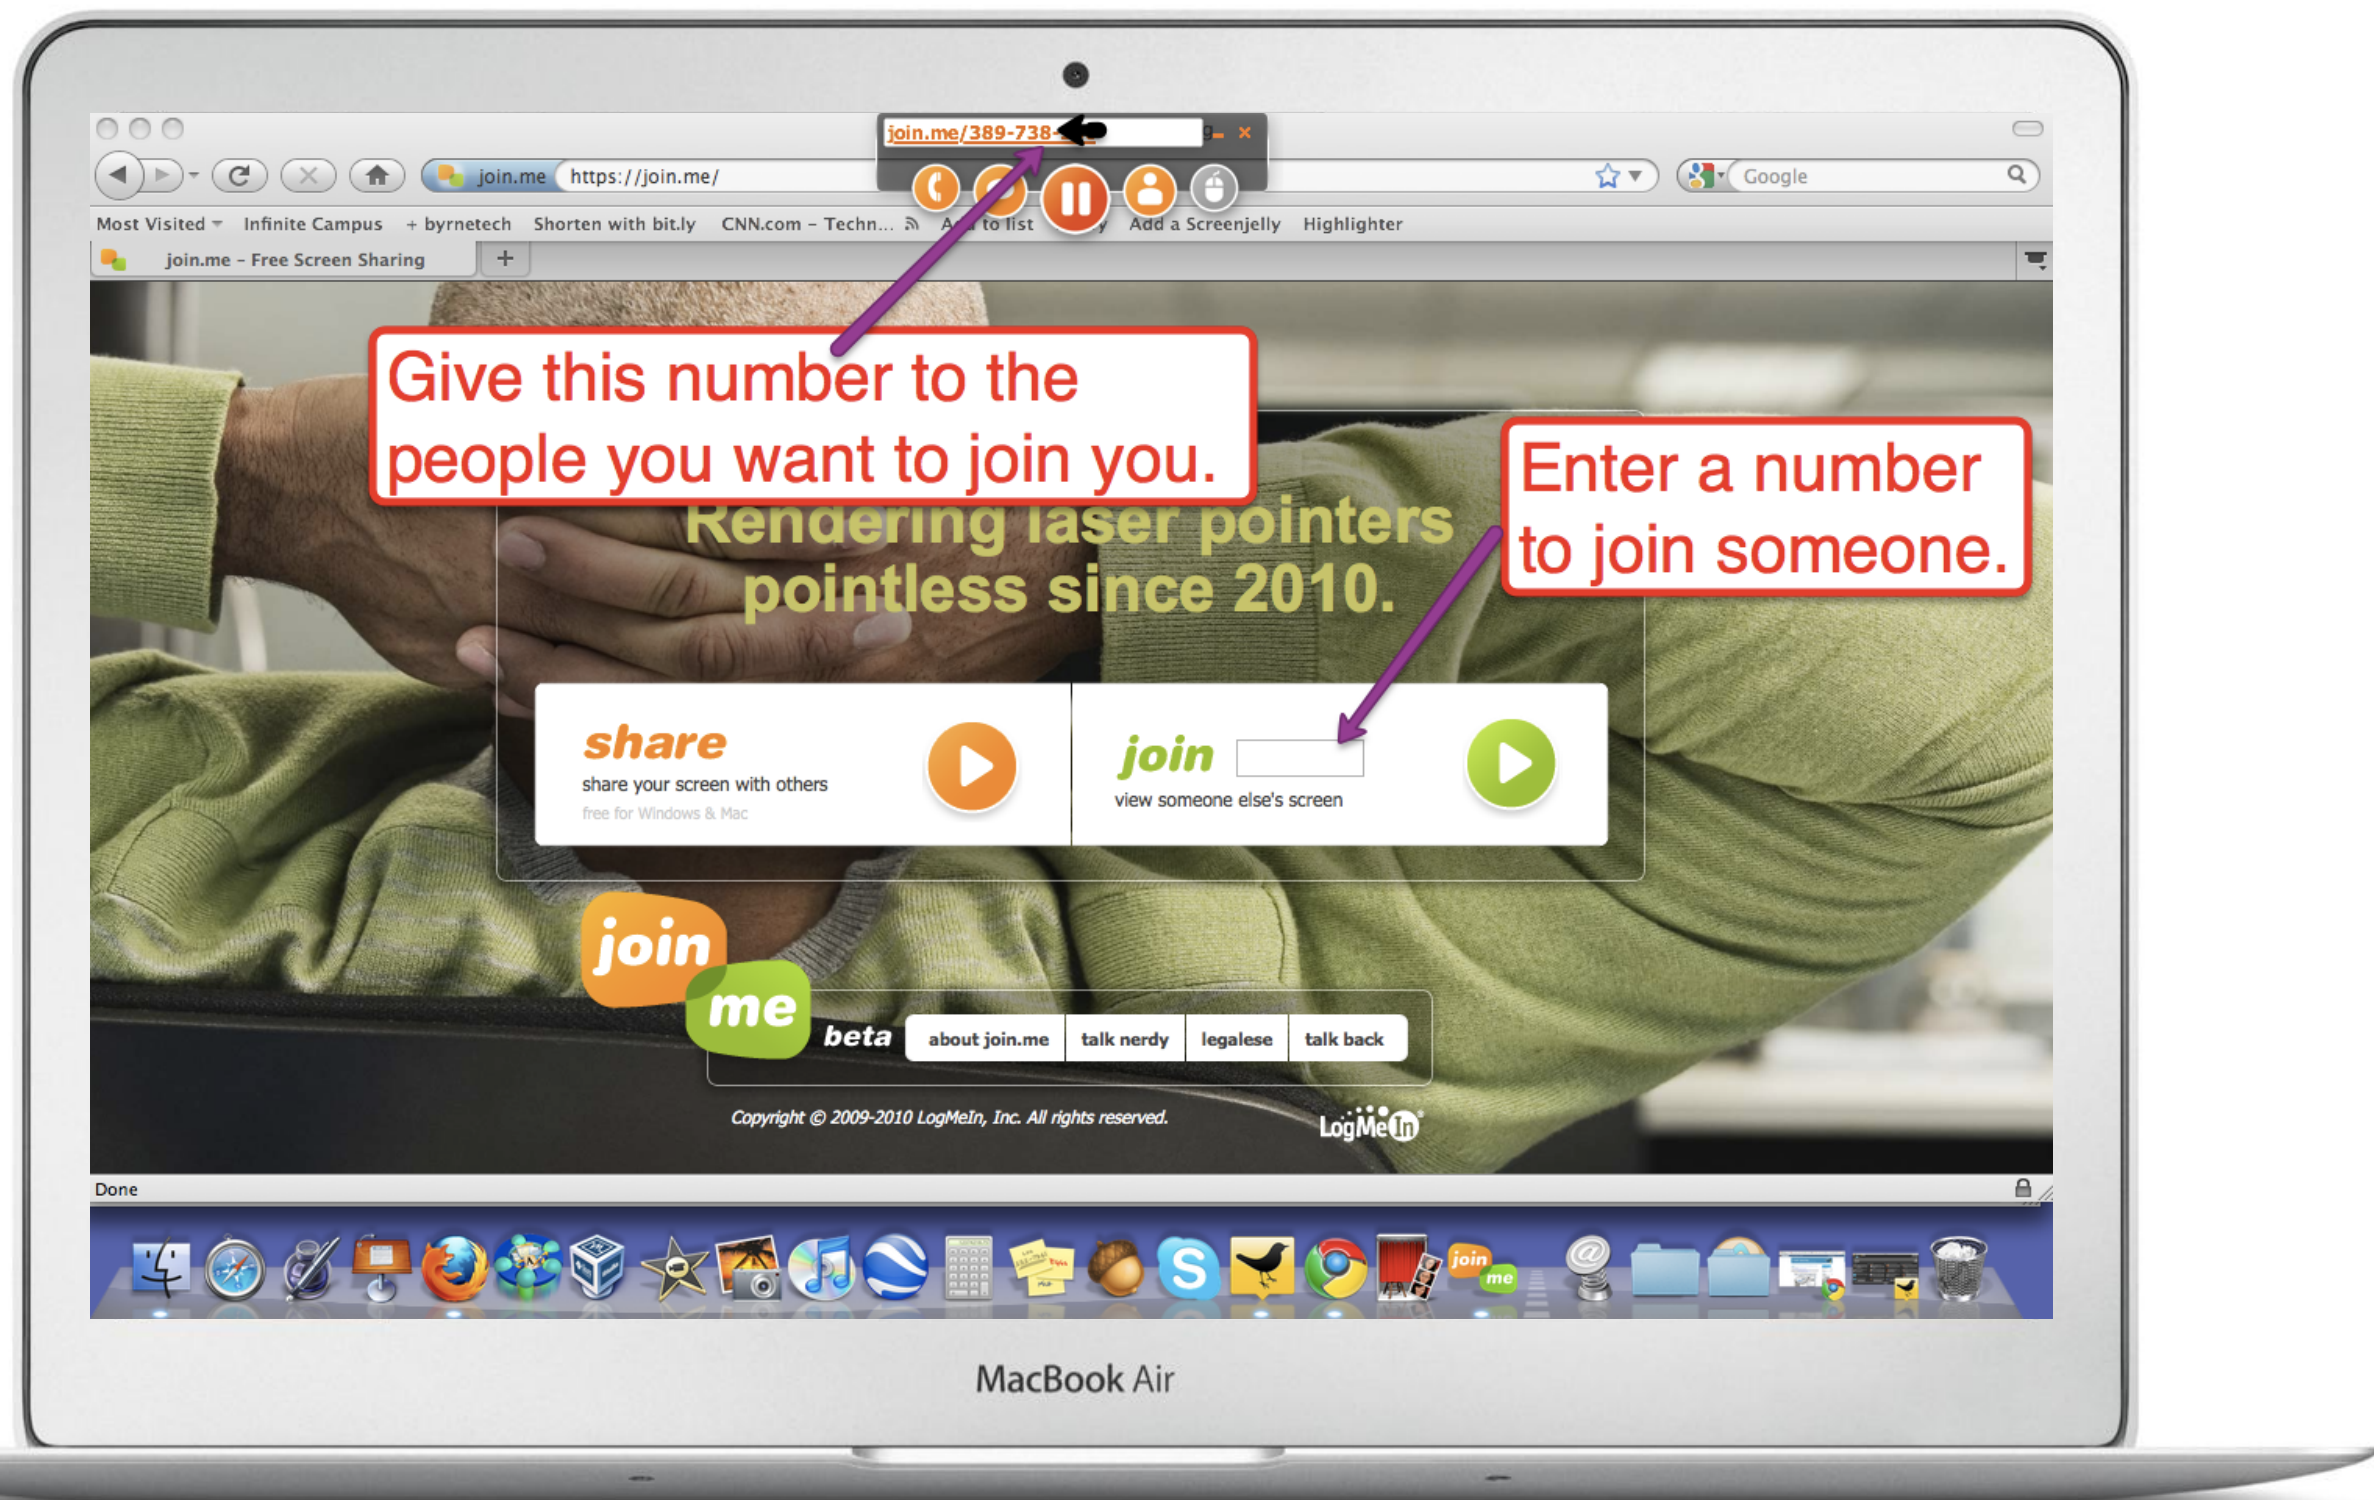 join.me/389-738-
join.me
https://join.me/
Google
Most Visited
Infinite Campus
+ byrnetech
Shorten with bit.ly
CNN.com – Techn...
Add to list
Add a Screenjelly
Highlighter
join.me – Free Screen Sharing
Give this number to the
people you want to join you.
Enter a number
to join someone.
Rendering laser pointers
pointless since 2010.
share
share your screen with others
free for Windows & Mac
join
view someone else's screen
join
me
beta
about join.me
talk nerdy
legalese
talk back
Copyright © 2009-2010 LogMeIn, Inc. All rights reserved.
LogMeIn
Done
join
me
MacBook Air